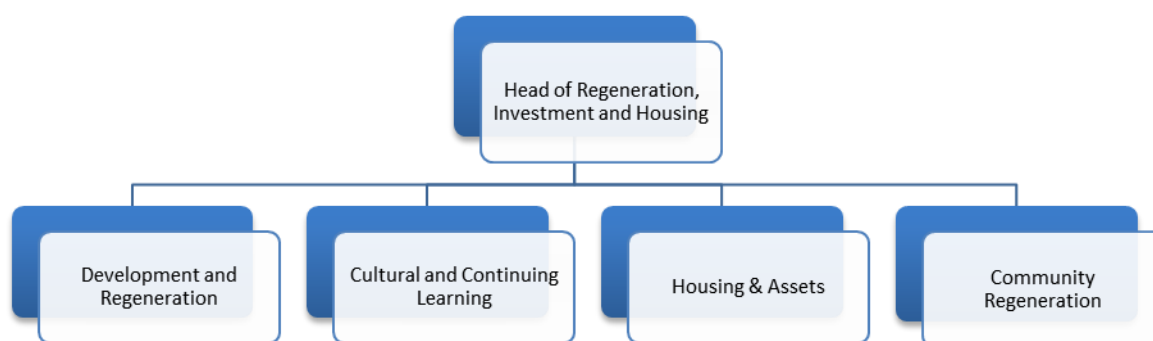 Head of Regeneration,
Investment and Housing
Development and
Regeneration
Cultural and Continuing
Learning
Housing & Assets
Community
Regeneration